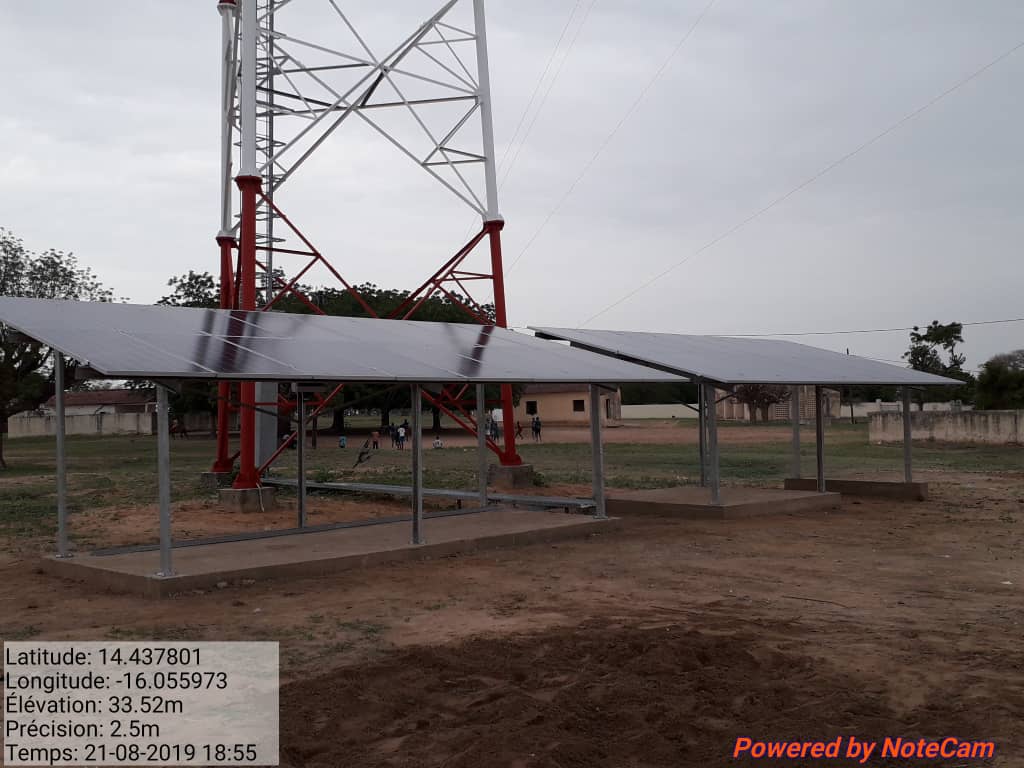 Latitude: 14.437801
Longitude: -16.055973
Élévation: 33.52m
Précision: 2.5m
Temps: 21-08-2019 18:55
Powered by NoteCam